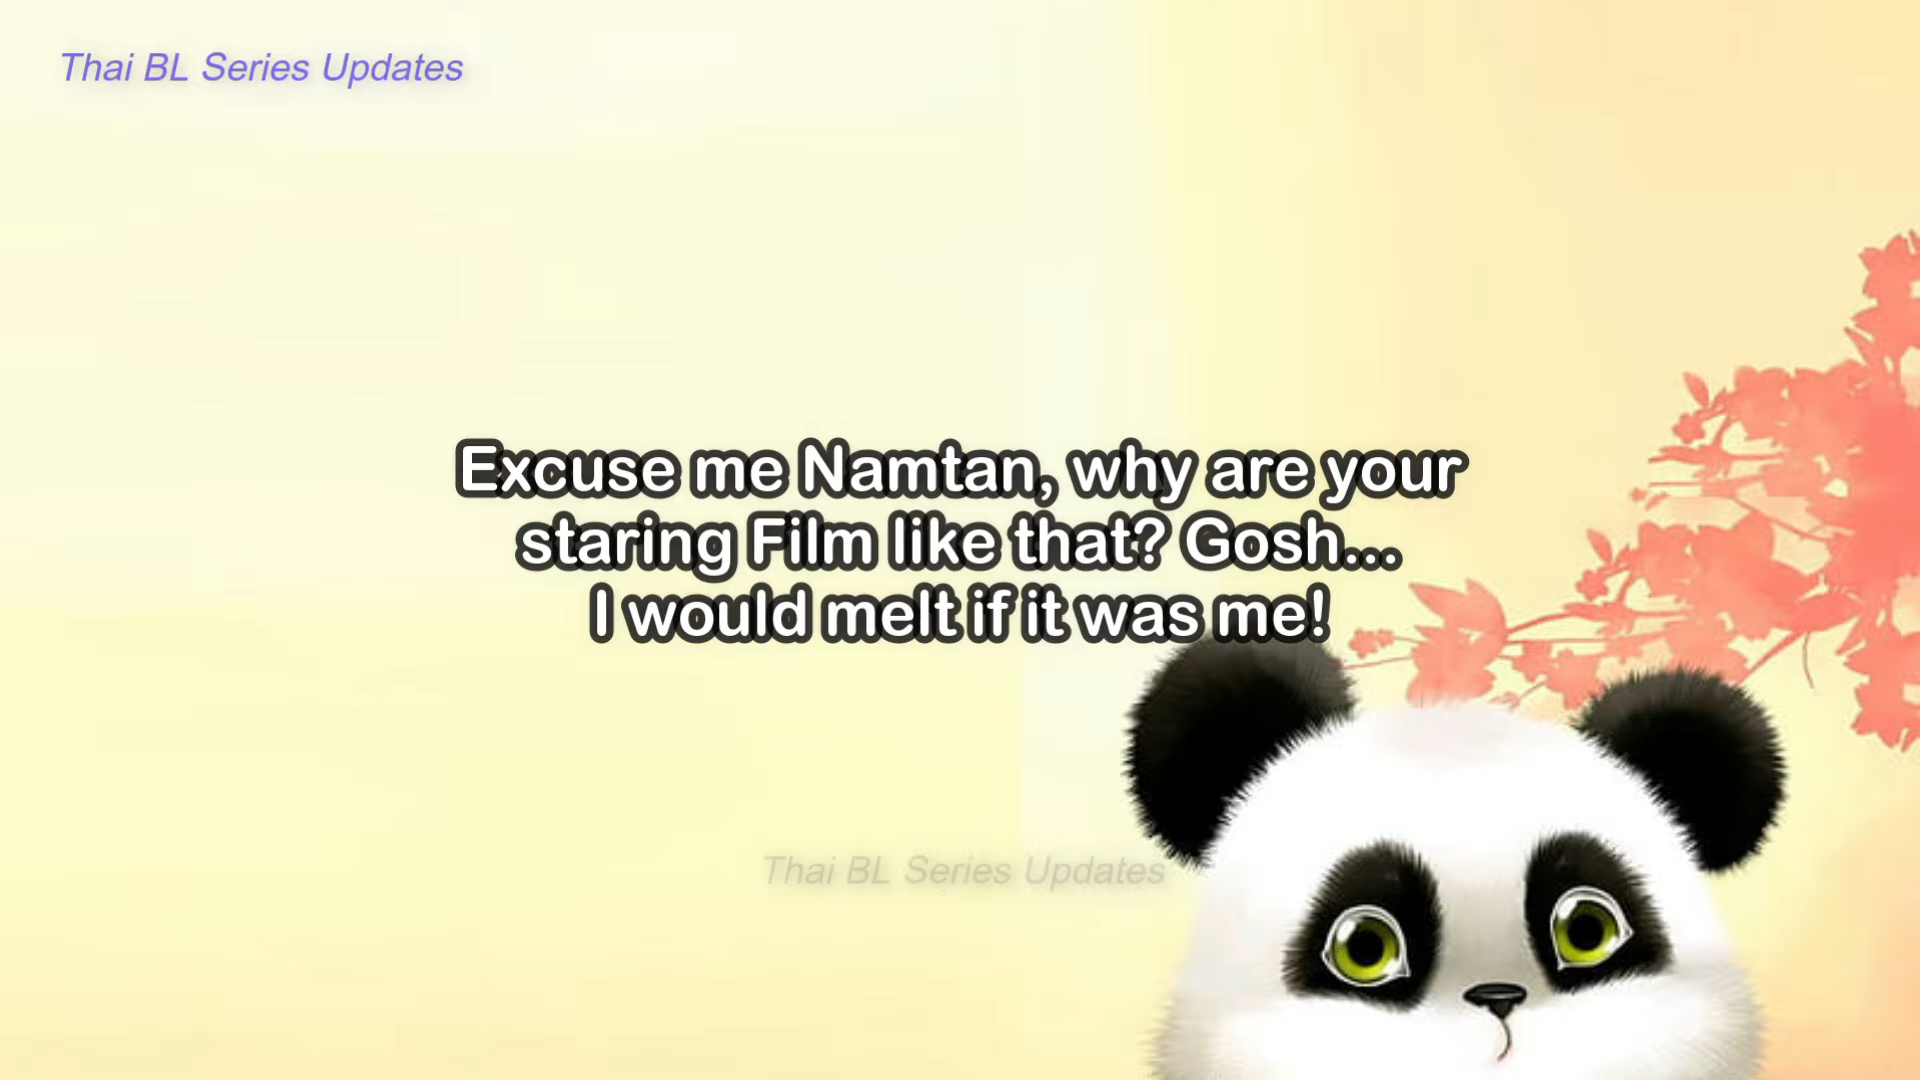 Thai BL Series Updates
Excuse me Namtan, why are your
staring Film like that? Gosh...
I would melt if it was me!
Thai BL Series Updates